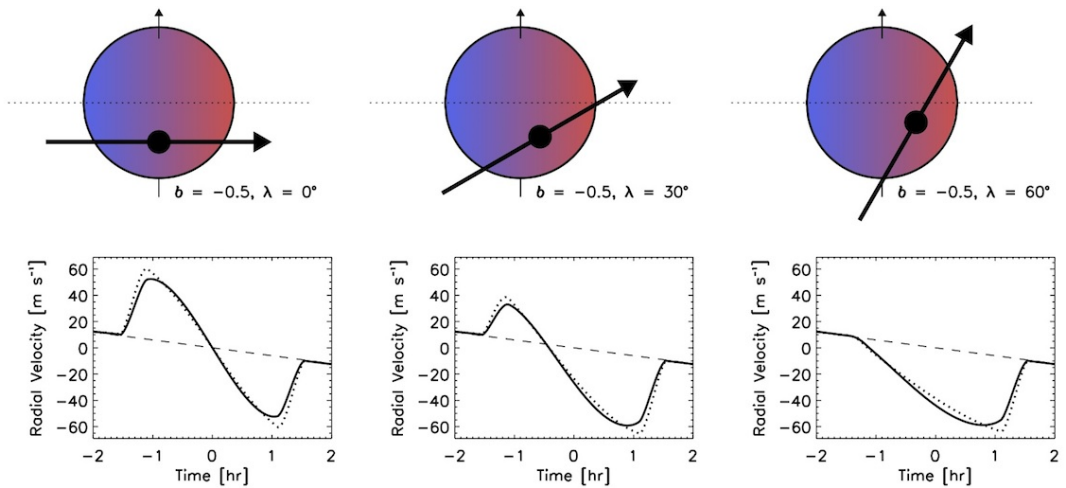 b = −0.5, λ = 0°
b = −0.5, λ = 30°
b = −0.5, λ = 60°
Radial Velocity [m s⁻¹]
60
40
20
0
−20
−40
−60
−2 −1 0 1 2
Time [hr]
Radial Velocity [m s⁻¹]
60
40
20
0
−20
−40
−60
−2 −1 0 1 2
Time [hr]
Radial Velocity [m s⁻¹]
60
40
20
0
−20
−40
−60
−2 −1 0 1 2
Time [hr]